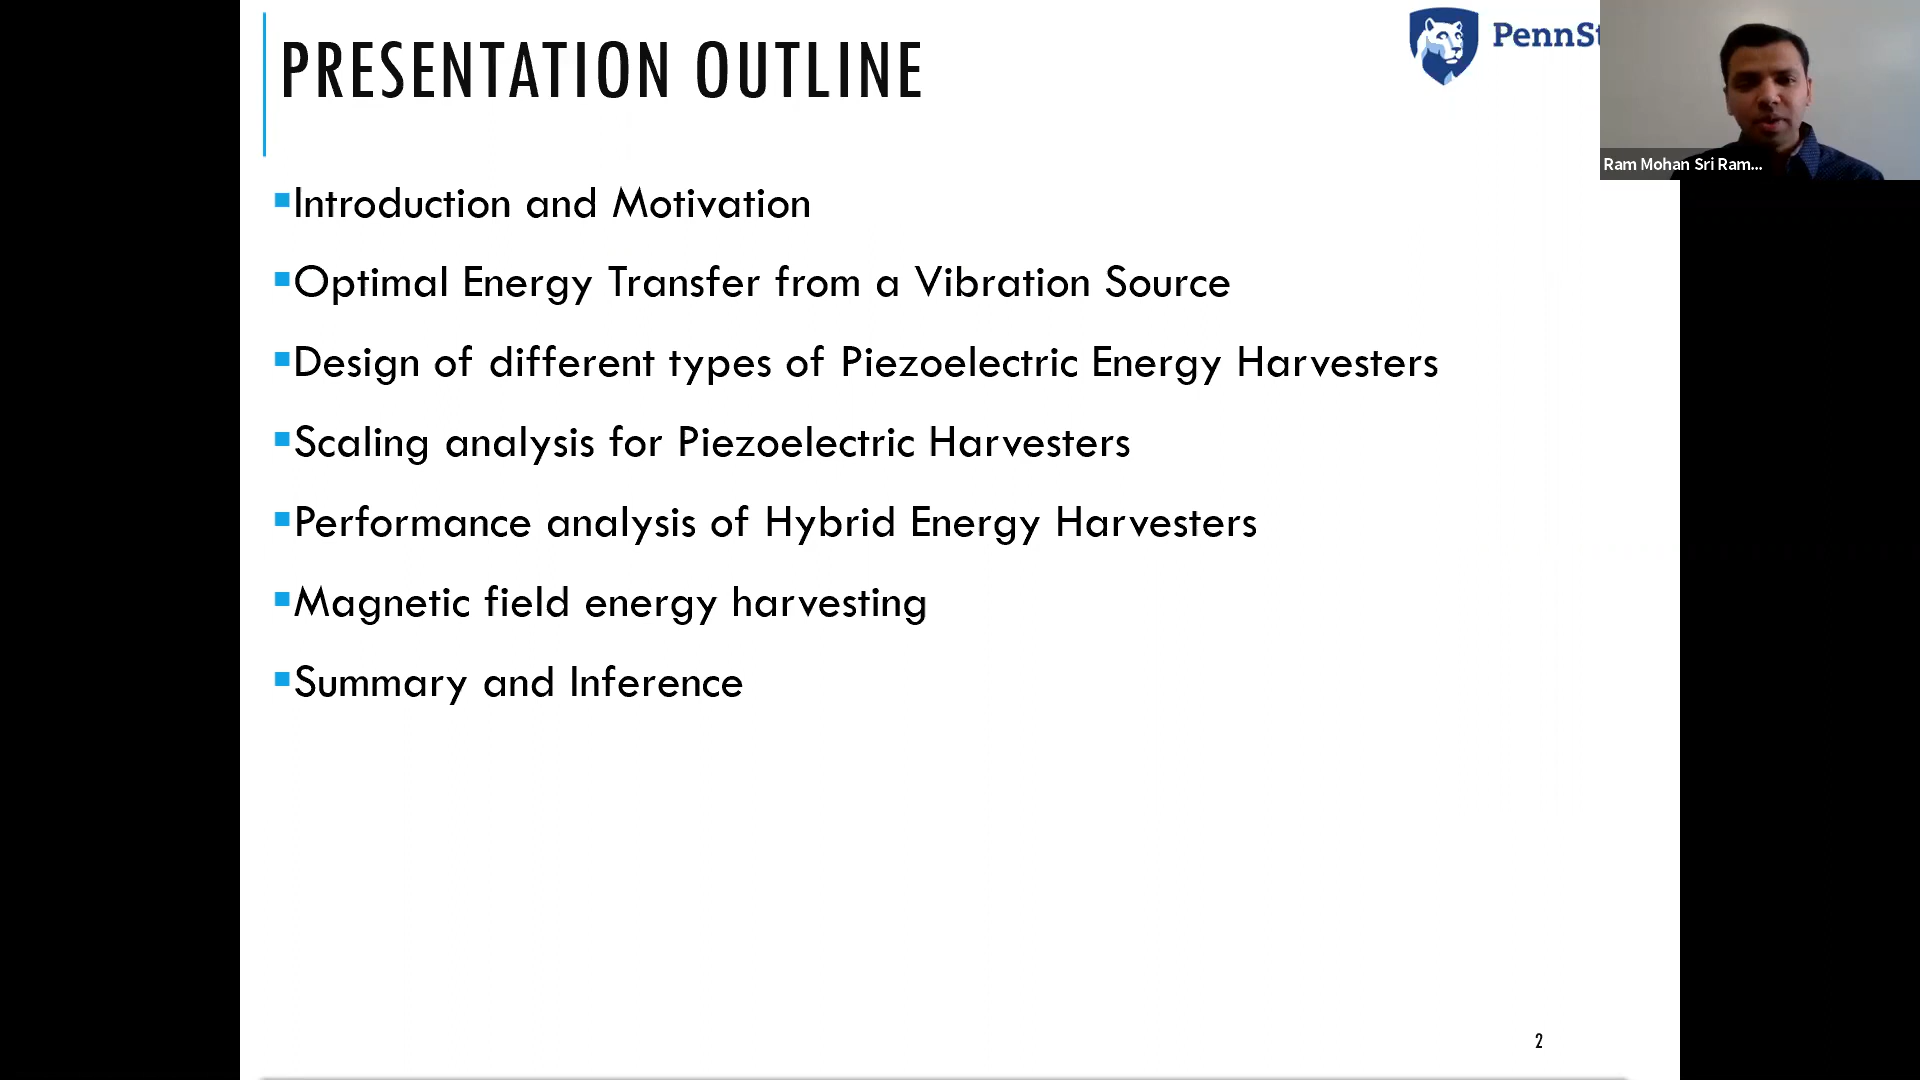 PRESENTATION OUTLINE
PennSt
Ram Mohan Sri Ram...
Introduction and Motivation
Optimal Energy Transfer from a Vibration Source
Design of different types of Piezoelectric Energy Harvesters
Scaling analysis for Piezoelectric Harvesters
Performance analysis of Hybrid Energy Harvesters
Magnetic field energy harvesting
Summary and Inference
2